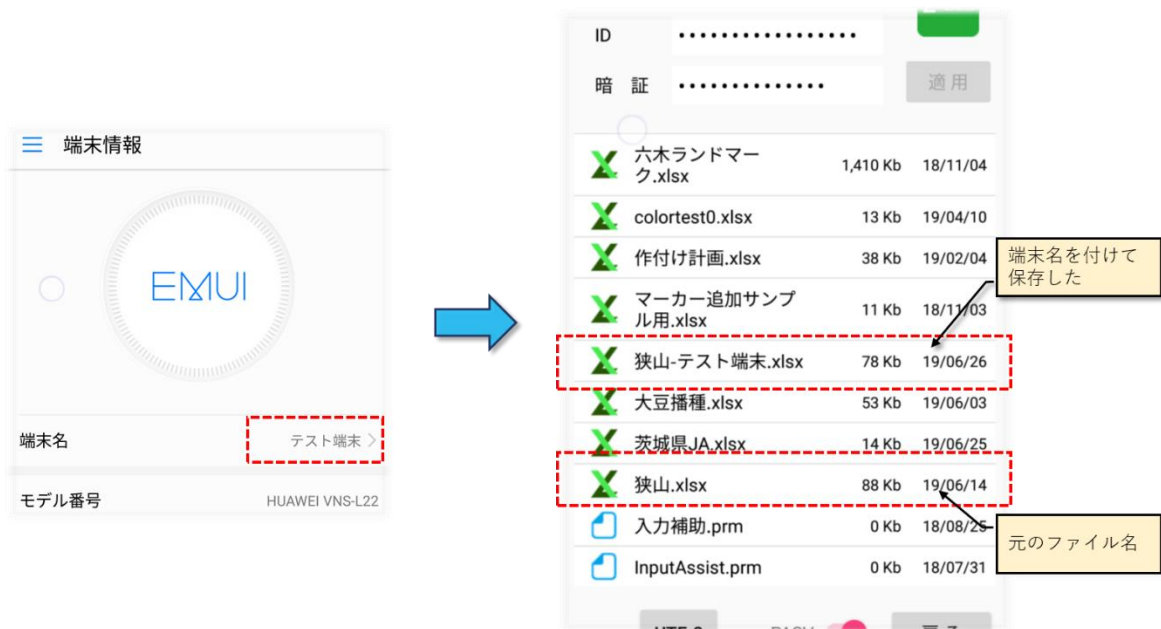 端末情報
EMUI
端末名
テスト端末
モデル番号
HUAWEI VNS-L22
ID
暗 証
適 用
六木ランドマー
ク.xlsx
1,410 Kb 18/11/04
colortest0.xlsx 13 Kb 19/04/10
作付け計画.xlsx 38 Kb 19/02/04
マーカー追加サンプ
ル用.xlsx
11 Kb 18/11/03
狭山-テスト端末.xlsx 78 Kb 19/06/26
大豆播種.xlsx 53 Kb 19/06/03
茨城県JA.xlsx 14 Kb 19/06/25
狭山.xlsx 88 Kb 19/06/14
入力補助.prm 0 Kb 18/08/25
InputAssist.prm 0 Kb 18/07/31
端末名を付けて
保存した
元のファイル名